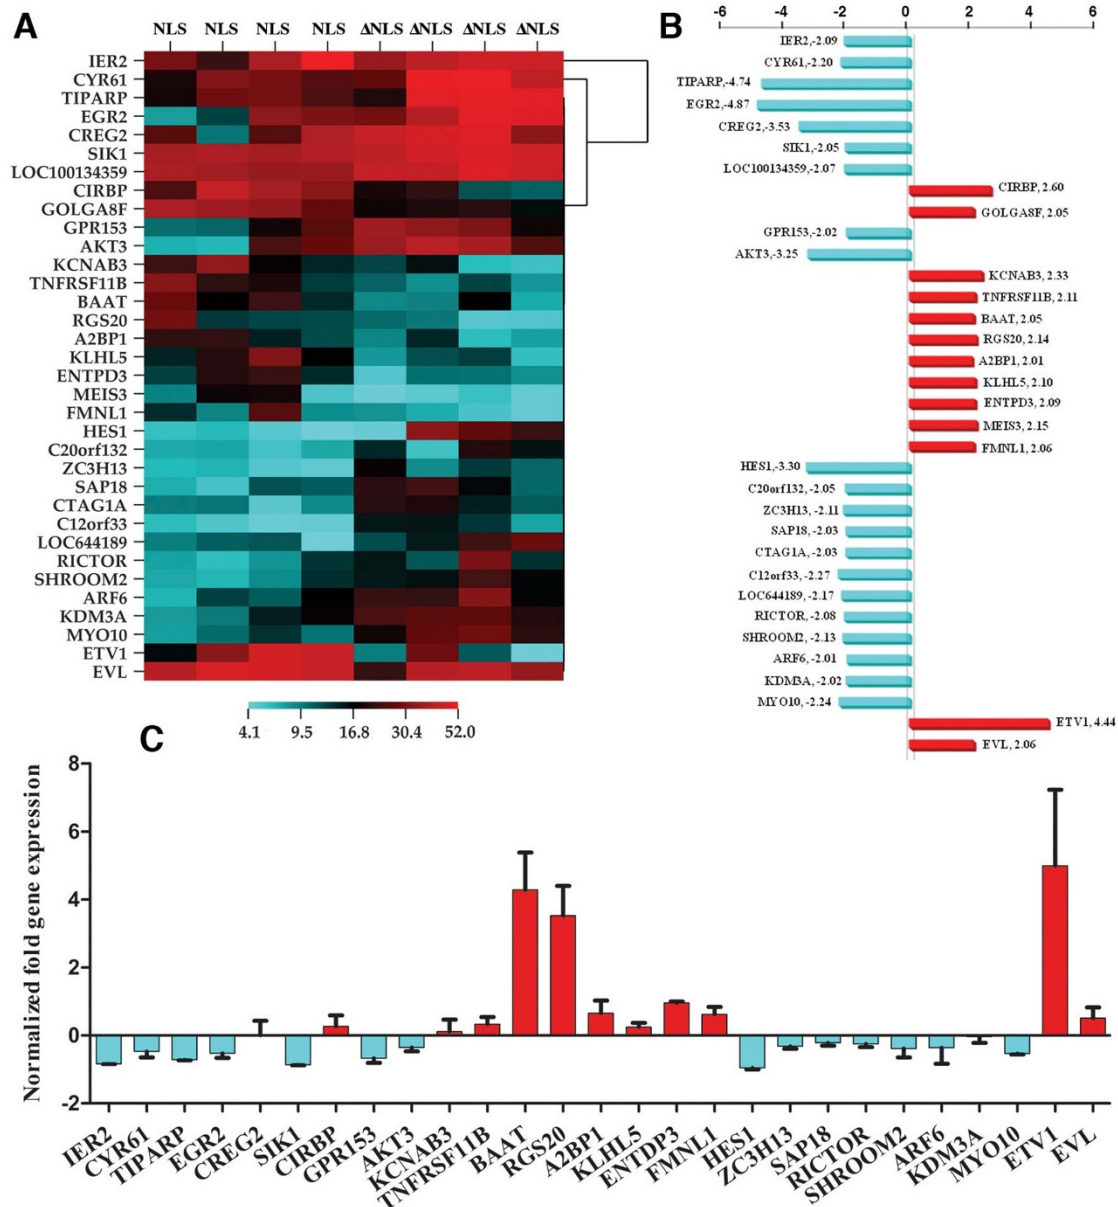 A
NLS NLS NLS NLS ΔNLS ΔNLS ΔNLS ΔNLS
IER2
CYR61
TIPARP
EGR2
CREG2
SIK1
LOC100134359
CIRBP
GOLGA8F
GPR153
AKT3
KCNAB3
TNFRSF11B
BAAT
RGS20
A2BP1
KLHL5
ENTPD3
MEIS3
FMNL1
HES1
C20orf132
ZC3H13
SAP18
CTAG1A
C12orf33
LOC644189
RICTOR
SHROOM2
ARF6
KDM3A
MYO10
ETV1
EVL
4.1 9.5 16.8 30.4 52.0
B
-6 -4 -2 0 2 4 6
IER2,-2.09
CYR61,-2.20
TIPARP,-4.74
EGR2,-4.87
CREG2,-3.53
SIK1,-2.05
LOC100134359,-2.07
CIRBP, 2.60
GOLGA8F, 2.05
GPR153,-2.02
AKT3,-3.25
KCNAB3, 2.33
TNFRSF11B, 2.11
BAAT, 2.05
RGS20, 2.14
A2BP1, 2.01
KLHL5, 2.10
ENTPD3, 2.09
MEIS3, 2.15
FMNL1, 2.06
HES1,-3.30
C20orf132, -2.05
ZC3H13, -2.11
SAP18, -2.03
CTAG1A, -2.03
C12orf33, -2.27
LOC644189, -2.17
RICTOR, -2.08
SHROOM2, -2.13
ARF6, -2.01
KDM3A, -2.02
MYO10, -2.24
ETV1, 4.44
EVL, 2.06
C
Normalized fold gene expression
8
6
4
2
0
-2
IER2 CYR61 TIPARP EGR2 CREG2 SIK1 CIRBP GPR153 AKT3 KCNAB3 TNFRSF11B BAAT RGS20 A2BP1 KLHL5 ENTDP3 FMNL1 HES1 ZC3H13 SAP18 RICTOR SHROOM2 ARF6 KDM3A MYO10 ETV1 EVL